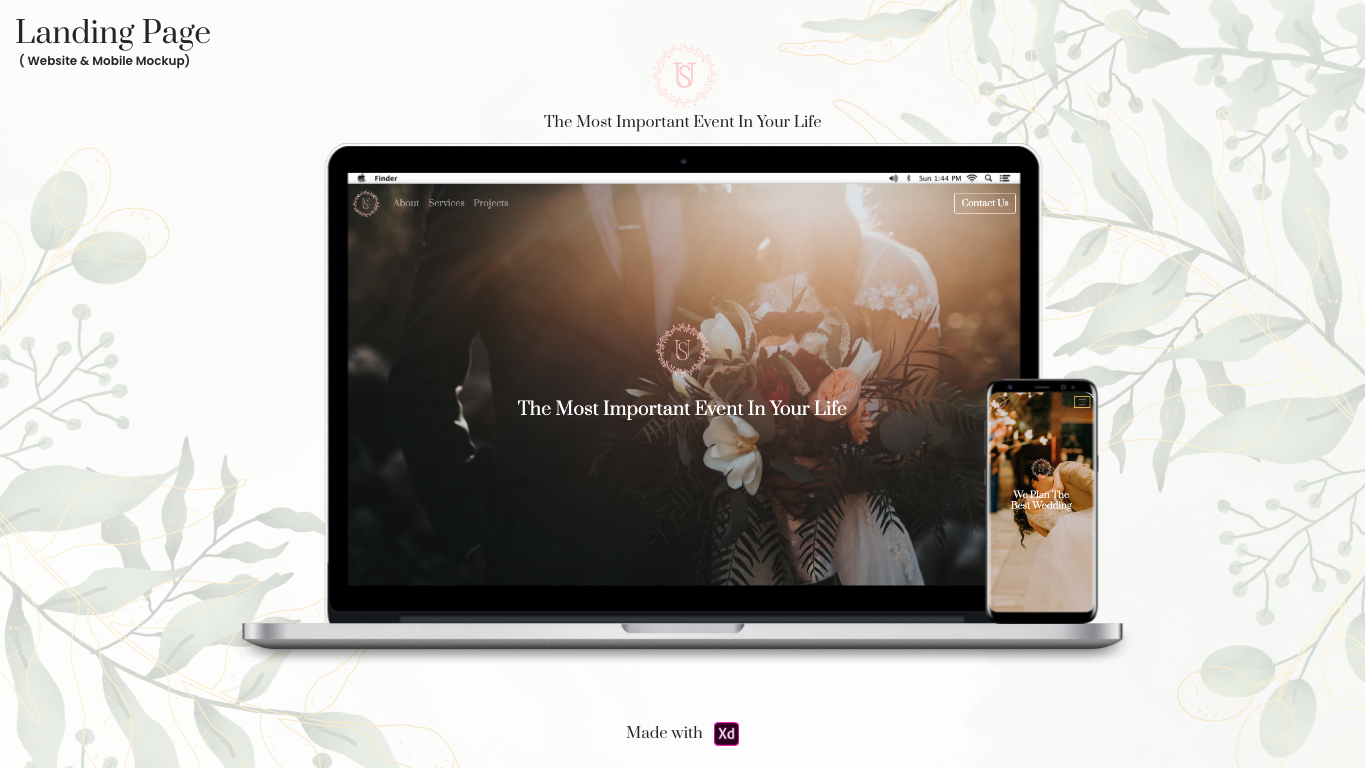 Landing Page
( Website & Mobile Mockup)
US
The Most Important Event In Your Life
Finder
Sun 1:44 PM
US
About Services Projects
Contact Us
US
The Most Important Event In Your Life
We Plan The
Best Wedding
Made with Xd